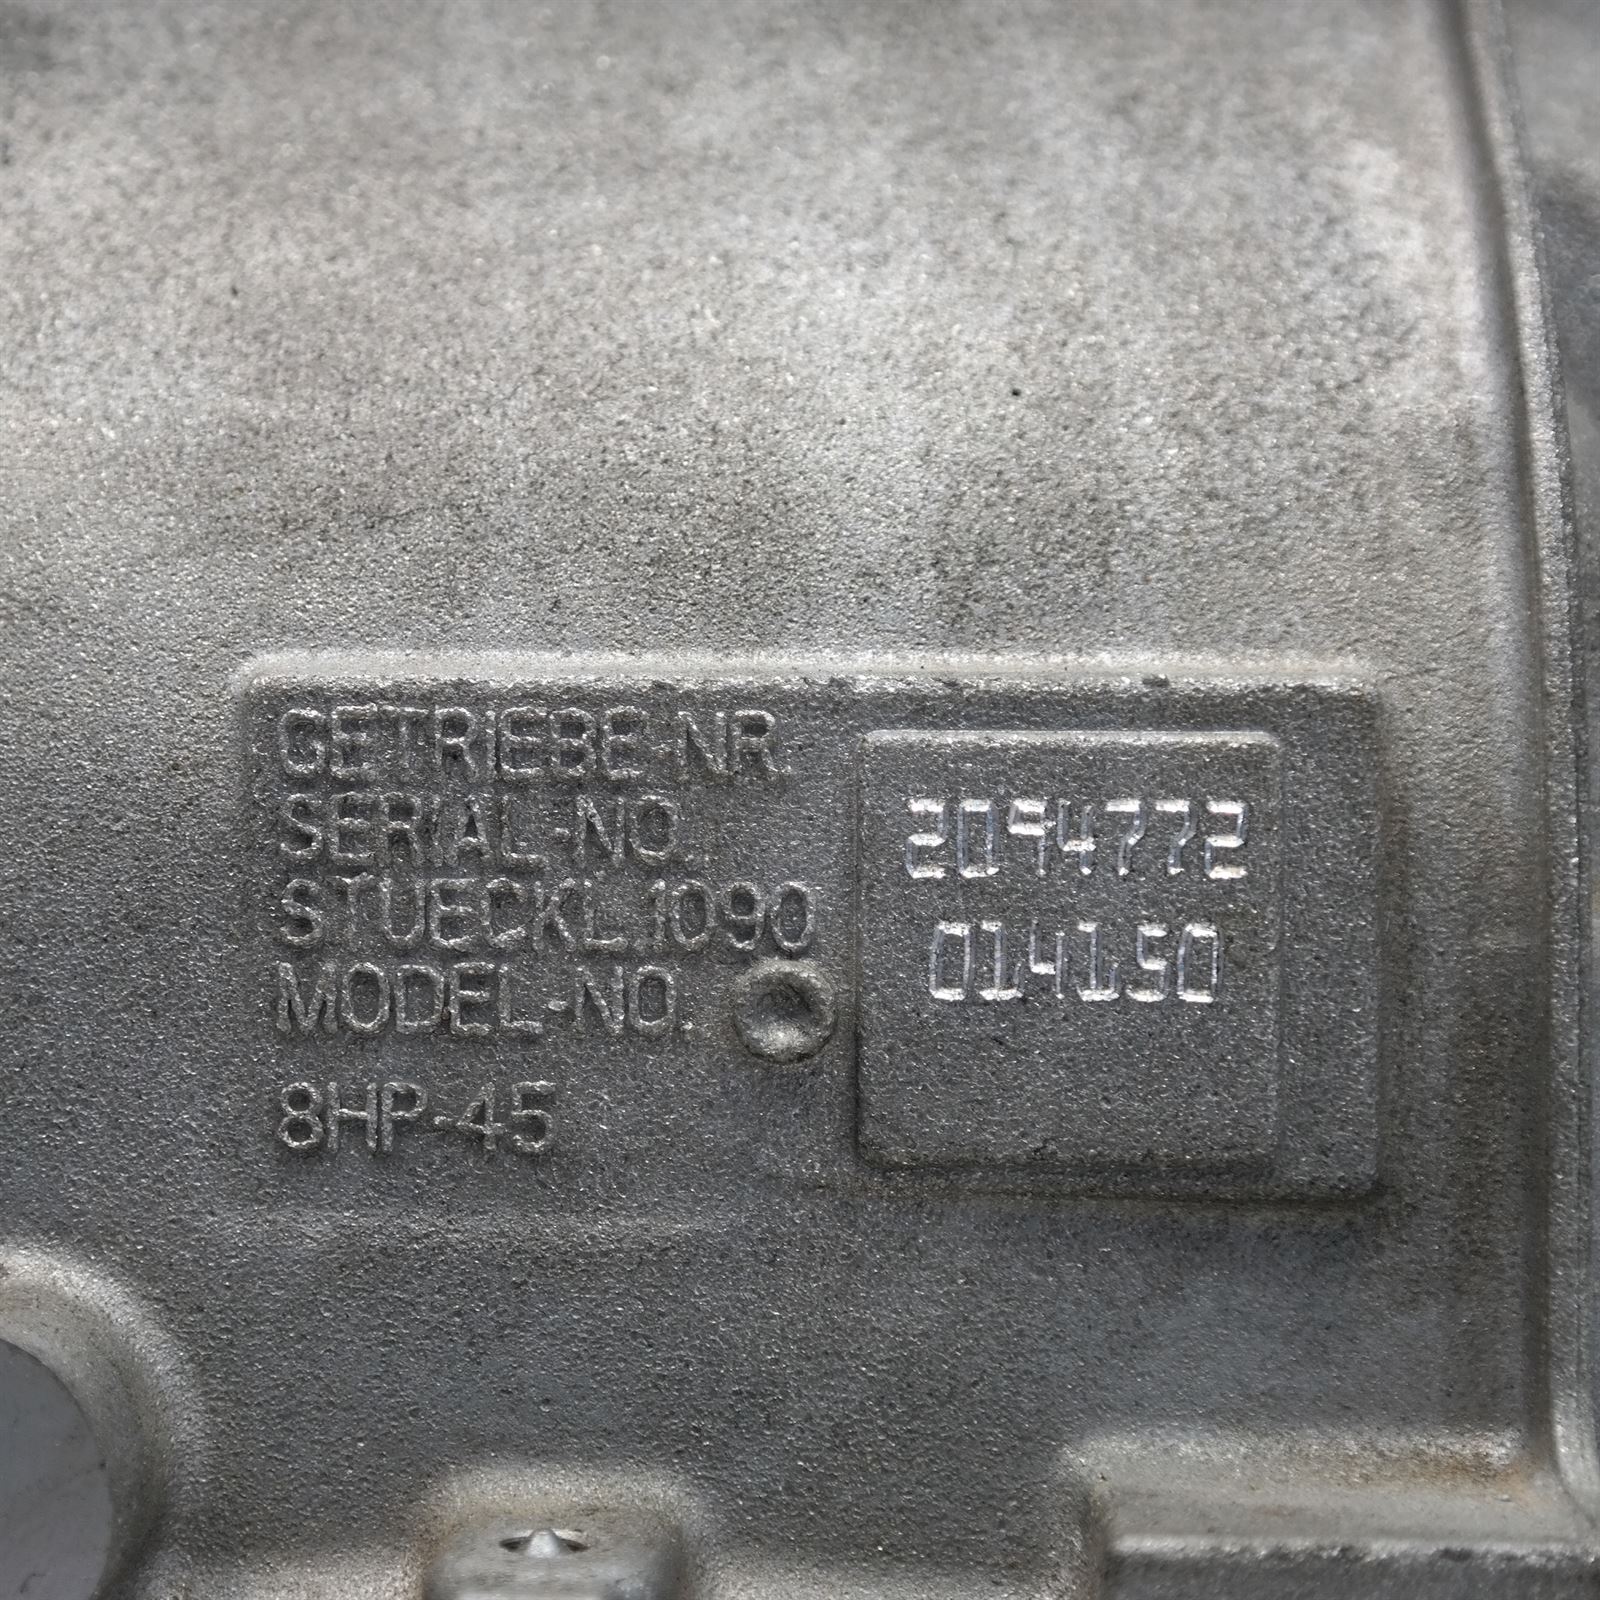 GETRIEBE-NR.
SERIAL-NO.
STUECKL.1090
MODEL-NO.
8HP-45
2094772
014150